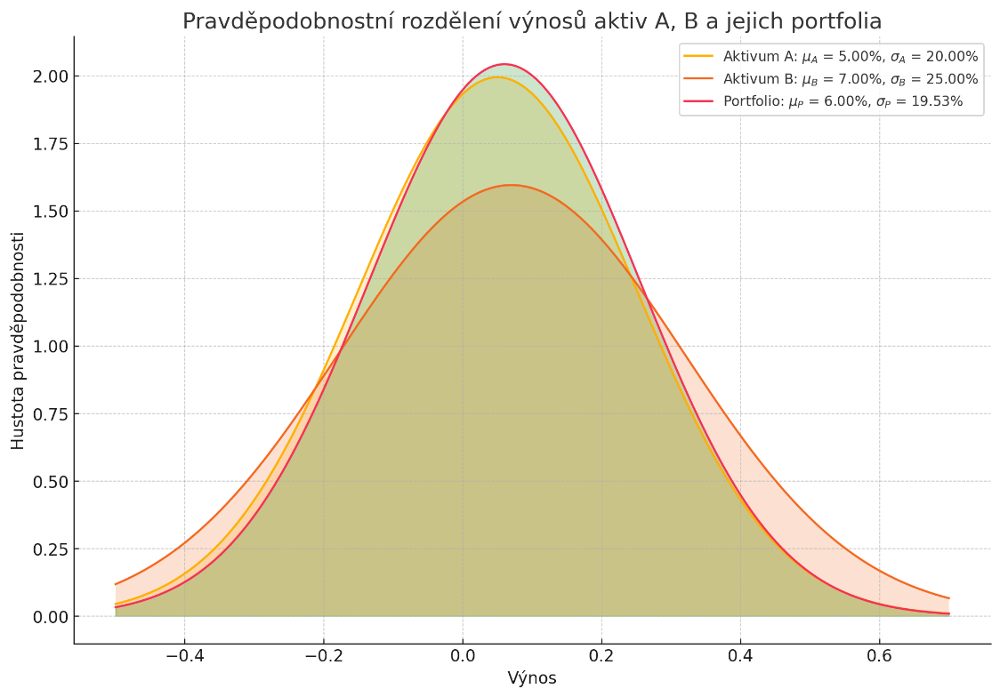 Pravděpodobnostní rozdělení výnosů aktiv A, B a jejich portfolia
Aktivum A: μA = 5.00%, σA = 20.00%
Aktivum B: μB = 7.00%, σB = 25.00%
Portfolio: μP = 6.00%, σP = 19.53%
Hustota pravděpodobnosti
2.00
1.75
1.50
1.25
1.00
0.75
0.50
0.25
0.00
−0.4 −0.2 0.0 0.2 0.4 0.6
Výnos